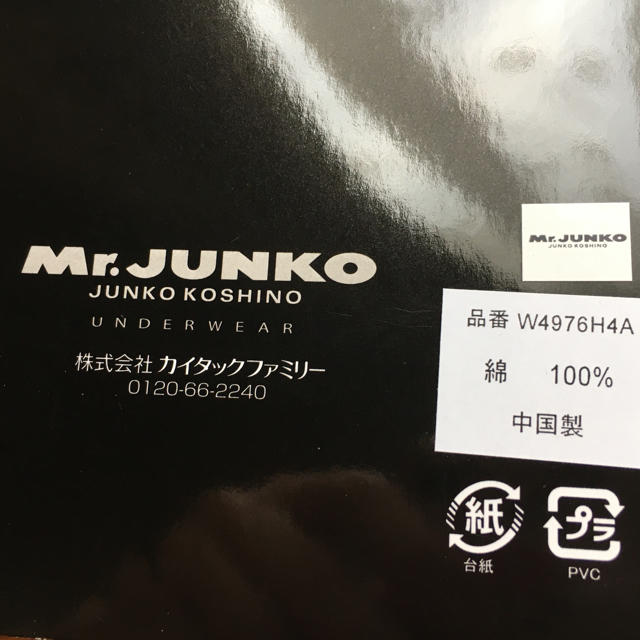 Mr.JUNKO
JUNKO KOSHINO
UNDERWEAR
株式会社 カイタックファミリー
0120-66-2240
Mr.JUNKO
JUNKO KOSHINO
品番 W4976H4A
綿 100%
中国製
紙
台紙
プラ
PVC